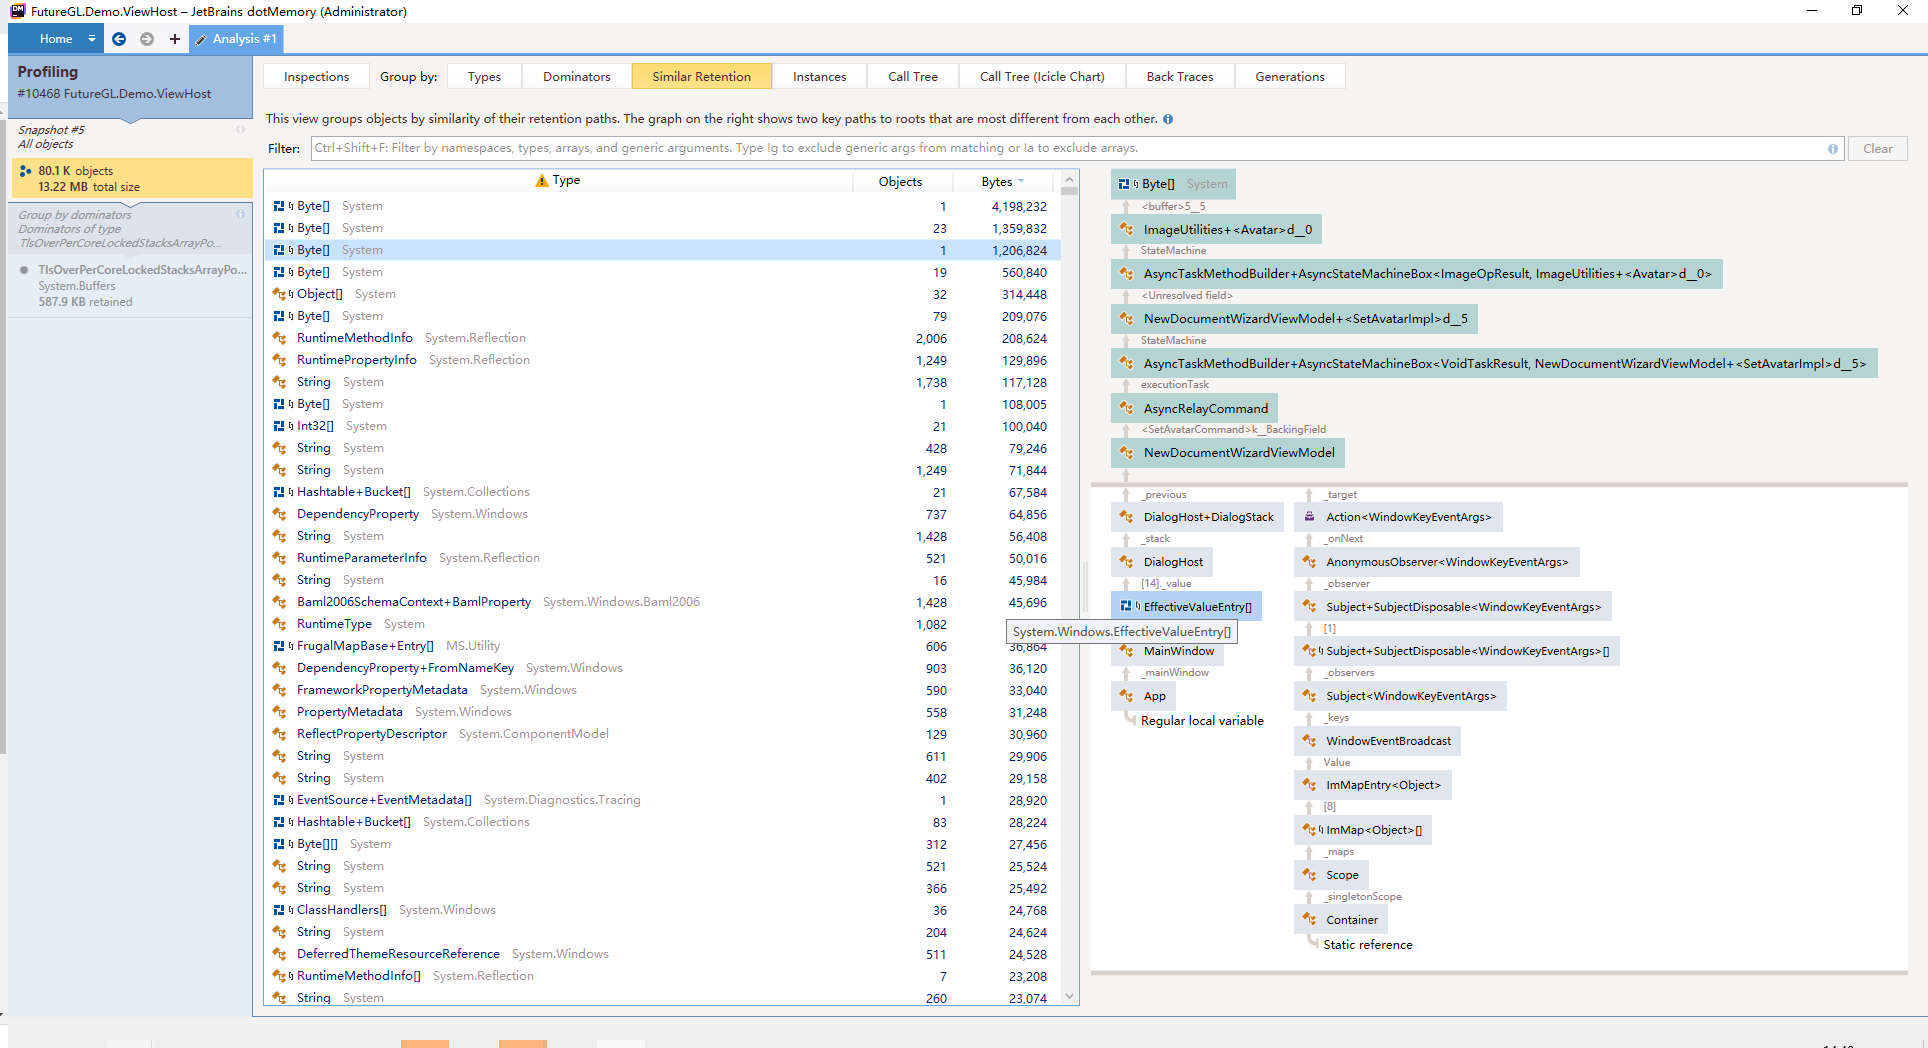 FutureGL.Demo.ViewHost – JetBrains dotMemory (Administrator)
Home
Analysis #1
Profiling
#10468 FutureGL.Demo.ViewHost
Snapshot #5
All objects
80.1 K objects
13.22 MB total size
Group by dominators
Dominators of type
TlsOverPerCoreLockedStacksArrayPo...
TlsOverPerCoreLockedStacksArrayPo...
System.Buffers
587.9 KB retained
Inspections Group by: Types Dominators Similar Retention Instances Call Tree Call Tree (Icicle Chart) Back Traces Generations
This view groups objects by similarity of their retention paths. The graph on the right shows two key paths to roots that are most different from each other.
Filter: Ctrl+Shift+F: Filter by namespaces, types, arrays, and generic arguments. Type !g to exclude generic args from matching or !a to exclude arrays. Clear
Type Objects Bytes
Byte[] System 1 4,198,232
Byte[] System 23 1,359,832
Byte[] System 1 1,206,824
Byte[] System 19 560,840
Object[] System 32 314,448
Byte[] System 79 209,076
RuntimeMethodInfo System.Reflection 2,006 208,624
RuntimePropertyInfo System.Reflection 1,249 129,896
String System 1,738 117,128
Byte[] System 1 108,005
Int32[] System 21 100,040
String System 428 79,246
String System 1,249 71,844
Hashtable+Bucket[] System.Collections 21 67,584
DependencyProperty System.Windows 737 64,856
String System 1,428 56,408
RuntimeParameterInfo System.Reflection 521 50,016
String System 16 45,984
Baml2006SchemaContext+BamlProperty System.Windows.Baml2006 1,428 45,696
RuntimeType System 1,082
FrugalMapBase+Entry[] MS.Utility 606 36,864
DependencyProperty+FromNameKey System.Windows 903 36,120
FrameworkPropertyMetadata System.Windows 590 33,040
PropertyMetadata System.Windows 558 31,248
ReflectPropertyDescriptor System.ComponentModel 129 30,960
String System 611 29,906
String System 402 29,158
EventSource+EventMetadata[] System.Diagnostics.Tracing 1 28,920
Hashtable+Bucket[] System.Collections 83 28,224
Byte[][] System 312 27,456
String System 521 25,524
String System 366 25,492
ClassHandlers[] System.Windows 36 24,768
String System 204 24,624
DeferredThemeResourceReference System.Windows 511 24,528
RuntimeMethodInfo[] System.Reflection 7 23,208
String System 260 23,074
Byte[] System
<buffer>5__5
ImageUtilities+<Avatar>d__0
StateMachine
AsyncTaskMethodBuilder+AsyncStateMachineBox<ImageOpResult, ImageUtilities+<Avatar>d__0>
<Unresolved field>
NewDocumentWizardViewModel+<SetAvatarImpl>d__5
StateMachine
AsyncTaskMethodBuilder+AsyncStateMachineBox<VoidTaskResult, NewDocumentWizardViewModel+<SetAvatarImpl>d__5>
executionTask
AsyncRelayCommand
<SetAvatarCommand>k__BackingField
NewDocumentWizardViewModel
_previous
DialogHost+DialogStack
_stack
DialogHost
[14]._value
EffectiveValueEntry[]
System.Windows.EffectiveValueEntry[]
MainWindow
_mainWindow
App
Regular local variable
_target
Action<WindowKeyEventArgs>
_onNext
AnonymousObserver<WindowKeyEventArgs>
_observer
Subject+SubjectDisposable<WindowKeyEventArgs>
[1]
Subject+SubjectDisposable<WindowKeyEventArgs>[]
_observers
Subject<WindowKeyEventArgs>
_keys
WindowEventBroadcast
Value
ImMapEntry<Object>
[8]
ImMap<Object>[]
_maps
Scope
_singletonScope
Container
Static reference